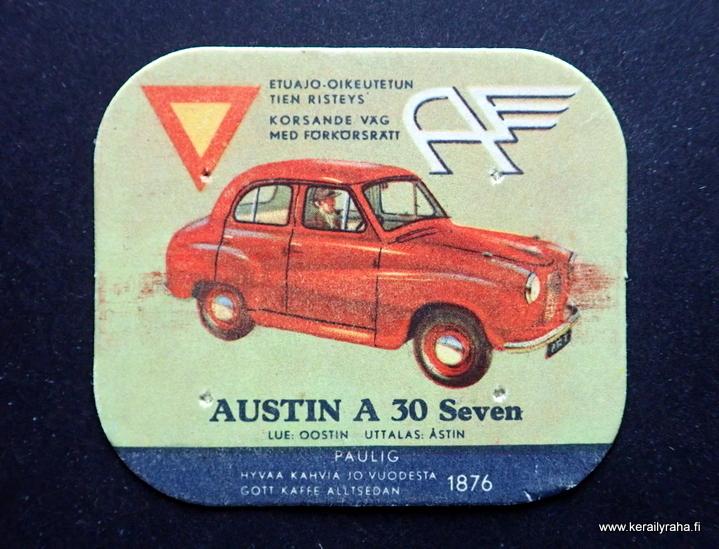 ETUAJO-OIKEUTETUN
TIEN RISTEYS
KORSANDE VÄG
MED FÖRKÖRSRÄTT
AUSTIN A 30 Seven
LUE: OOSTIN UTTALAS: ÅSTIN
PAULIG
HYVÄÄ KAHVIA JO VUODESTA 1876
GOTT KAFFE ALLTSEDAN
www.kerailyraha.fi